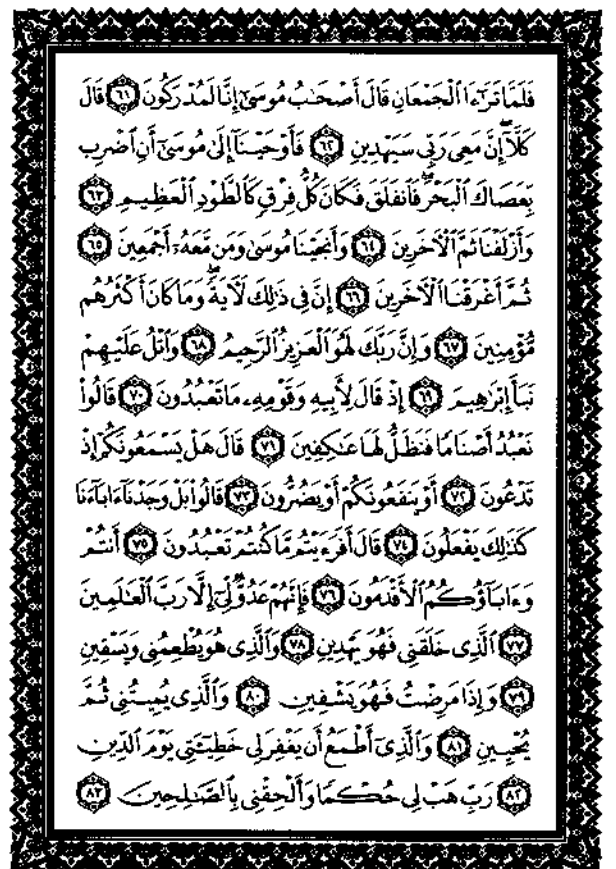 فَلَمَّا تَرَٰٓءَا ٱلۡجَمۡعَانِ قَالَ أَصۡحَٰبُ مُوسَىٰٓ إِنَّا لَمُدۡرَكُونَ ٦١ قَالَ
كَلَّآۖ إِنَّ مَعِيَ رَبِّي سَيَهۡدِينِ ٦٢ فَأَوۡحَيۡنَآ إِلَىٰ مُوسَىٰٓ أَنِ ٱضۡرِب
بِّعَصَاكَ ٱلۡبَحۡرَۖ فَٱنفَلَقَ فَكَانَ كُلُّ فِرۡقٖ كَٱلطَّوۡدِ ٱلۡعَظِيمِ ٦٣
وَأَزۡلَفۡنَا ثَمَّ ٱلۡأٓخَرِينَ ٦٤ وَأَنجَيۡنَا مُوسَىٰ وَمَن مَّعَهُۥٓ أَجۡمَعِينَ ٦٥
ثُمَّ أَغۡرَقۡنَا ٱلۡأٓخَرِينَ ٦٦ إِنَّ فِي ذَٰلِكَ لَأٓيَةٗۖ وَمَا كَانَ أَكۡثَرُهُم
مُّؤۡمِنِينَ ٦٧ وَإِنَّ رَبَّكَ لَهُوَ ٱلۡعَزِيزُ ٱلرَّحِيمُ ٦٨ وَٱتۡلُ عَلَيۡهِمۡ
نَبَأَ إِبۡرَٰهِيمَ ٦٩ إِذۡ قَالَ لِأَبِيهِ وَقَوۡمِهِۦ مَا تَعۡبُدُونَ ٧٠ قَالُواْ
نَعۡبُدُ أَصۡنَامٗا فَنَظَلُّ لَهَا عَٰكِفِينَ ٧١ قَالَ هَلۡ يَسۡمَعُونَكُمۡ إِذۡ
تَدۡعُونَ ٧٢ أَوۡ يَنفَعُونَكُمۡ أَوۡ يَضُرُّونَ ٧٣ قَالُواْ بَلۡ وَجَدۡنَآ ءَابَآءَنَا
كَذَٰلِكَ يَفۡعَلُونَ ٧٤ قَالَ أَفَرَءَيۡتُم مَّا كُنتُمۡ تَعۡبُدُونَ ٧٥ أَنتُمۡ
وَءَابَآؤُكُمُ ٱلۡأَقۡدَمُونَ ٧٦ فَإِنَّهُمۡ عَدُوّٞ لِّيٓ إِلَّا رَبَّ ٱلۡعَٰلَمِينَ
٧٧ ٱلَّذِي خَلَقَنِي فَهُوَ يَهۡدِينِ ٧٨ وَٱلَّذِي هُوَ يُطۡعِمُنِي وَيَسۡقِينِ
٧٩ وَإِذَا مَرِضۡتُ فَهُوَ يَشۡفِينِ ٨٠ وَٱلَّذِي يُمِيتُنِي ثُمَّ
يُحۡيِينِ ٨١ وَٱلَّذِيٓ أَطۡمَعُ أَن يَغۡفِرَ لِي خَطِيٓـَٔتِي يَوۡمَ ٱلدِّينِ
٨٢ رَبِّ هَبۡ لِي حُكۡمٗا وَأَلۡحِقۡنِي بِٱلصَّٰلِحِينَ ٨٣